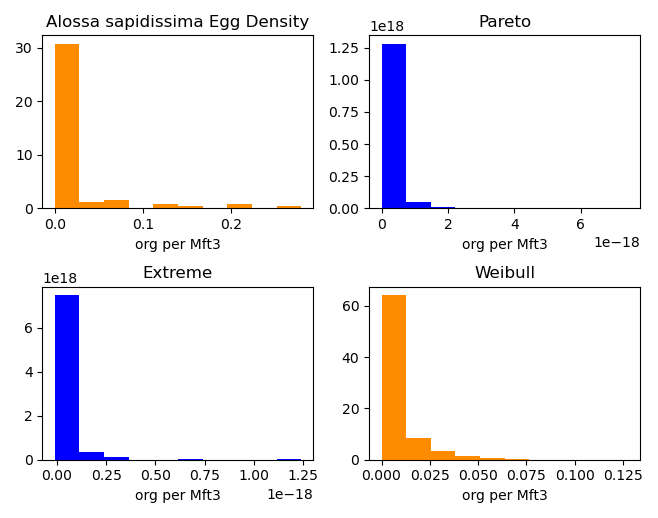 Alossa sapidissima Egg Density
30
20
10
0
0.0 0.1 0.2
org per Mft3
Pareto
1e18
1.25
1.00
0.75
0.50
0.25
0.00
0 2 4 6
1e−18
org per Mft3
Extreme
1e18
6
4
2
0
0.00 0.25 0.50 0.75 1.00 1.25
1e−18
org per Mft3
Weibull
60
40
20
0
0.000 0.025 0.050 0.075 0.100 0.125
org per Mft3